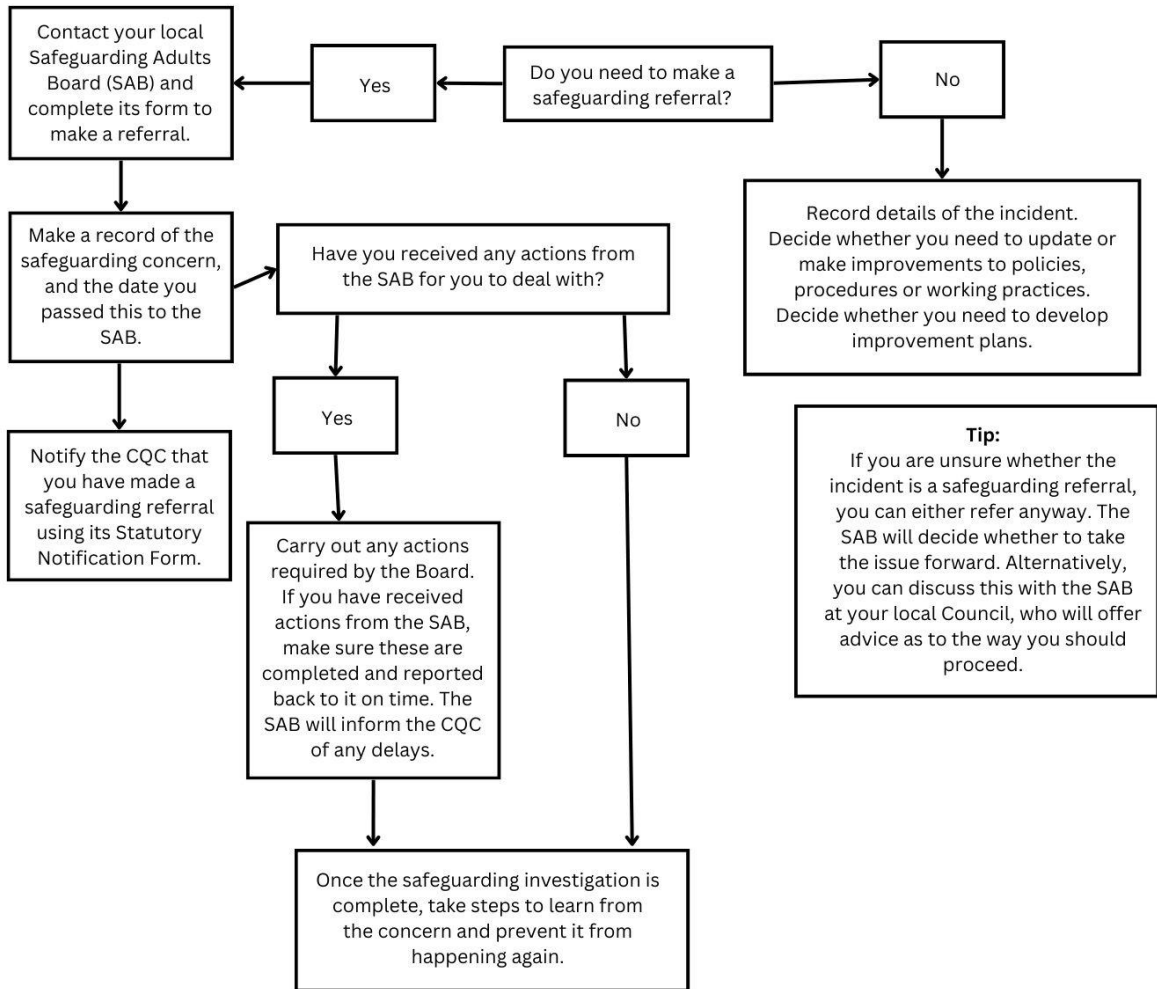 Contact your local
Safeguarding Adults
Board (SAB) and
complete its form to
make a referral.
Yes
Do you need to make a
safeguarding referral?
No
Make a record of the
safeguarding concern,
and the date you
passed this to the
SAB.
Have you received any actions from
the SAB for you to deal with?
Record details of the incident.
Decide whether you need to update or
make improvements to policies,
procedures or working practices.
Decide whether you need to develop
improvement plans.
Yes
No
Notify the CQC that
you have made a
safeguarding referral
using its Statutory
Notification Form.
Tip:
If you are unsure whether the
incident is a safeguarding referral,
you can either refer anyway. The
SAB will decide whether to take
the issue forward. Alternatively,
you can discuss this with the SAB
at your local Council, who will offer
advice as to the way you should
proceed.
Carry out any actions
required by the Board.
If you have received
actions from the SAB,
make sure these are
completed and reported
back to it on time. The
SAB will inform the CQC
of any delays.
Once the safeguarding investigation is
complete, take steps to learn from
the concern and prevent it from
happening again.